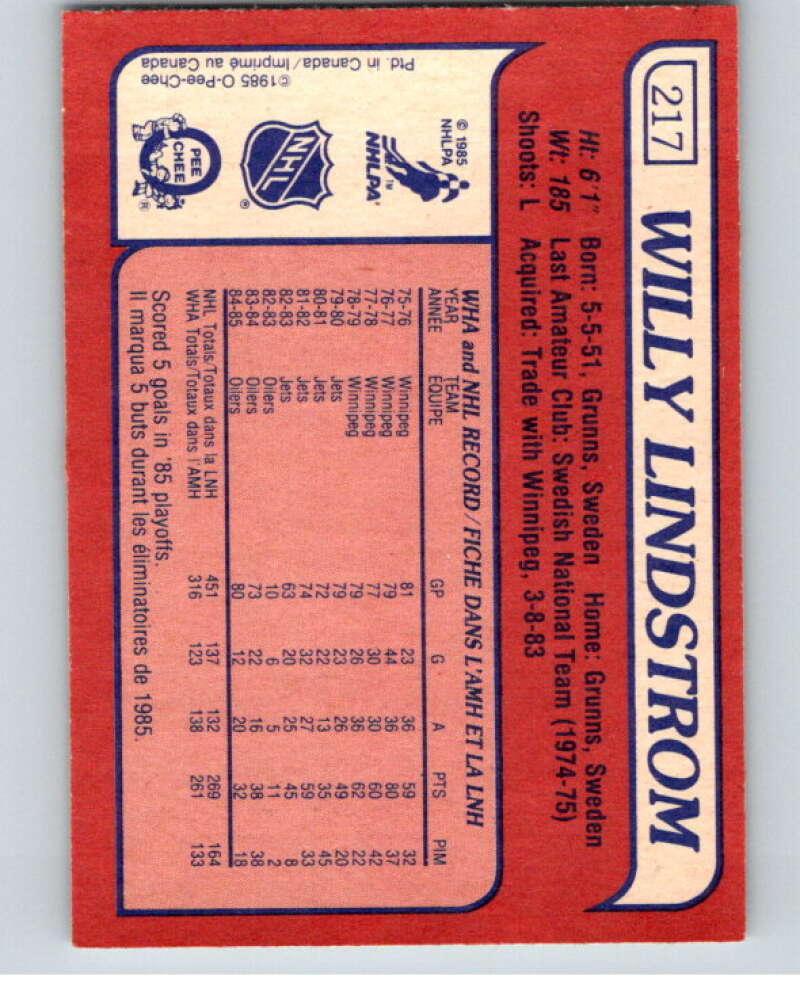 217 WILLY LINDSTROM
Ht: 6'1" Born: 5-5-51, Grunns, Sweden Home: Grunns, Sweden
Wt: 185 Last Amateur Club: Swedish National Team (1974-75)
Shoots: L Acquired: Trade with Winnipeg, 3-8-83
© 1985
NHLPA
NHLPA™
NHL®
O PEE CHEE®
©1985 O-Pee-Chee
Ptd. in Canada/Imprimé au Canada
WHA and NHL RECORD/FICHE DANS L'AMH ET LA LNH
YEAR TEAM
ANNÉE ÉQUIPE GP G A PTS PIM
75-76 Winnipeg 81 23 36 59 32
76-77 Winnipeg 79 44 36 80 37
77-78 Winnipeg 77 30 30 60 42
78-79 Winnipeg 79 26 36 62 22
79-80 Jets 79 23 26 49 20
80-81 Jets 72 22 13 35 45
81-82 Jets 74 32 27 59 33
82-83 Jets 63 20 25 45 8
82-83 Oilers 10 6 5 11 2
83-84 Oilers 73 22 16 38 38
84-85 Oilers 80 12 20 32 18
NHL Totals/Totaux dans la LNH 451 137 132 269 164
WHA Totals/Totaux dans l'AMH 316 123 138 261 133
Scored 5 goals in '85 playoffs.
Il marqua 5 buts durant les éliminatoires de 1985.